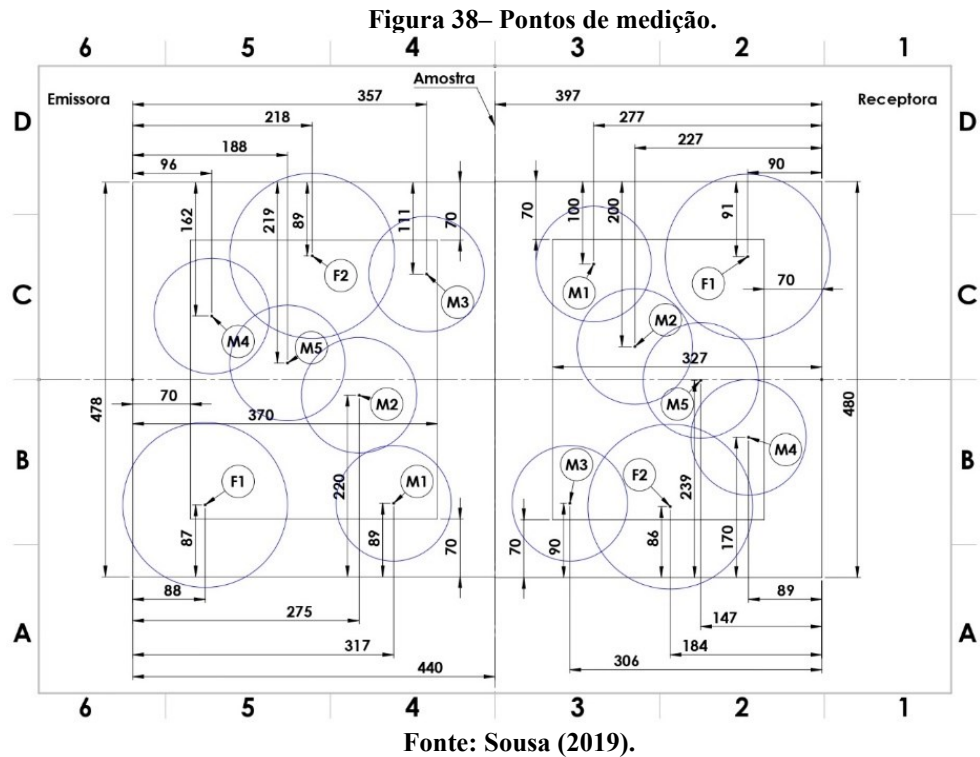 Figura 38– Pontos de medição.
6 5 4 3 2 1
Amostra
Emissora 357 397 Receptora
D 218 277 D
188 227
96 90
162 219 89 111 70 70 100 200 91
F2 M3 M1 F1 70
C M4 M5 M2 C
327
M2 M5
478 70 480
370 M4
B F1 M1 M3 F2 B
220 239
87 89 70 70 90 86 170
88 89
A 275 147 A
317 184
440 306
6 5 4 3 2 1
Fonte: Sousa (2019).